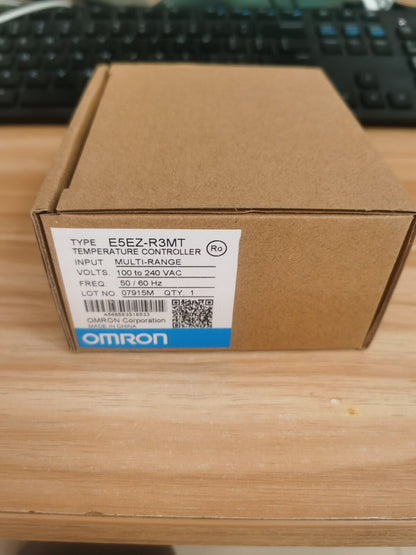 TYPE E5EZ-R3MT
TEMPERATURE CONTROLLER
Ro
INPUT MULTI-RANGE
VOLTS. 100 to 240 VAC
FREQ. 50 / 60 Hz
LOT NO. 07915M QTY. 1
OMRON Corporation
MADE IN CHINA
OMRON